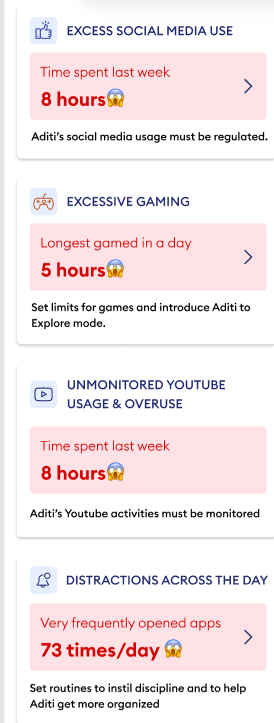 EXCESS SOCIAL MEDIA USE
Time spent last week
8 hours😱
Aditi's social media usage must be regulated.
EXCESSIVE GAMING
Longest gamed in a day
5 hours😱
Set limits for games and introduce Aditi to
Explore mode.
UNMONITORED YOUTUBE
USAGE & OVERUSE
Time spent last week
8 hours😱
Aditi's Youtube activities must be monitored
DISTRACTIONS ACROSS THE DAY
Very frequently opened apps
73 times/day 😱
Set routines to instil discipline and to help
Aditi get more organized